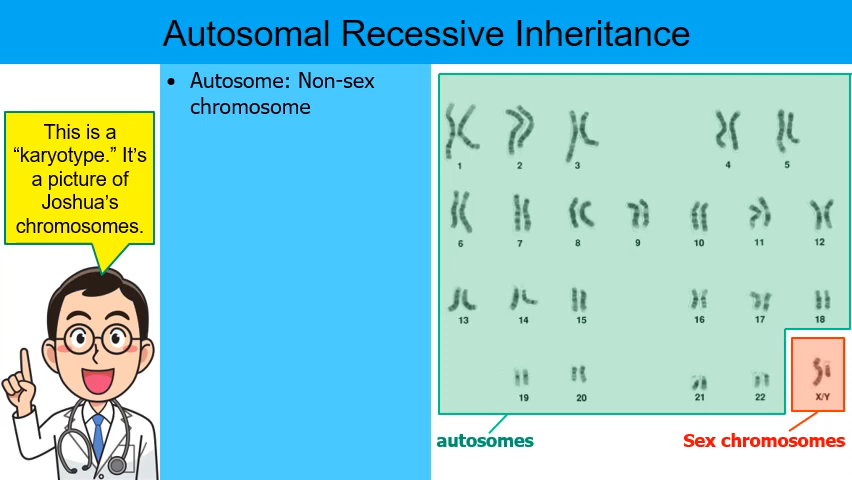 Autosomal Recessive Inheritance
• Autosome: Non-sex
chromosome
This is a
“karyotype.” It’s
a picture of
Joshua’s
chromosomes.
1 2 3 4 5
6 7 8 9 10 11 12
13 14 15 16 17 18
19 20 21 22 X/Y
autosomes
Sex chromosomes